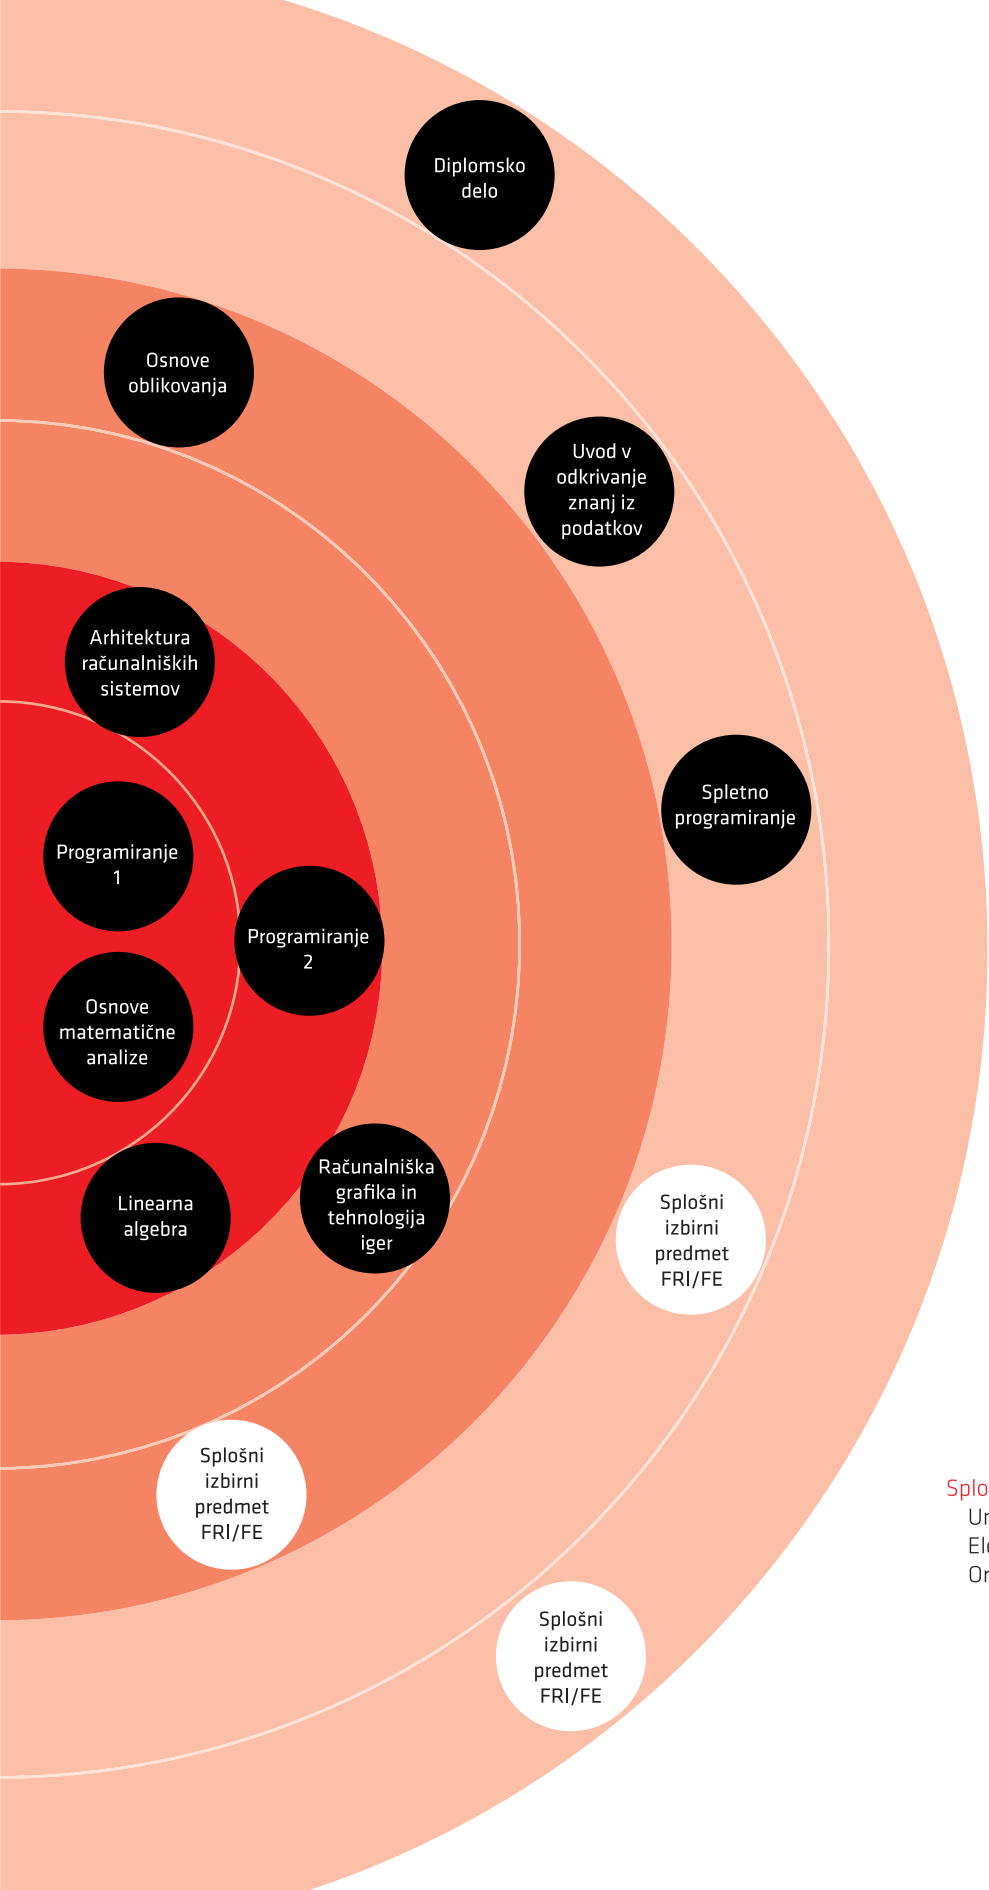 Diplomsko
delo
Osnove
oblikovanja
Uvod v
odkrivanje
znanj iz
podatkov
Arhitektura
računalniških
sistemov
Spletno
programiranje
Programiranje
1
Programiranje
2
Osnove
matematične
analize
Računalniška
grafika in
tehnologija
iger
Linearna
algebra
Splošni
izbirni
predmet
FRI/FE
Splošni
izbirni
predmet
FRI/FE
Splošni
izbirni
predmet
FRI/FE